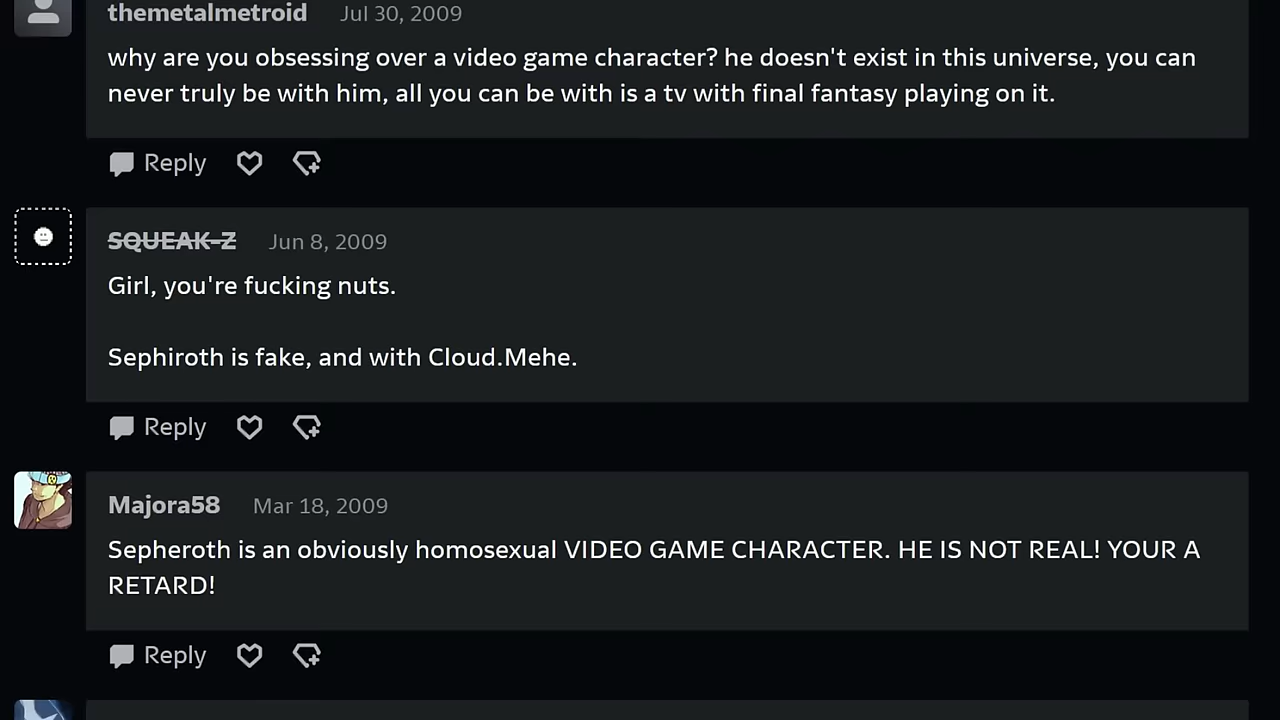 themetalmetroid Jul 30, 2009
why are you obsessing over a video game character? he doesn't exist in this universe, you can
never truly be with him, all you can be with is a tv with final fantasy playing on it.
Reply
SQUEAK-Z Jun 8, 2009
Girl, you're fucking nuts.
Sephiroth is fake, and with Cloud.Mehe.
Reply
Majora58 Mar 18, 2009
Sepheroth is an obviously homosexual VIDEO GAME CHARACTER. HE IS NOT REAL! YOUR A
RETARD!
Reply